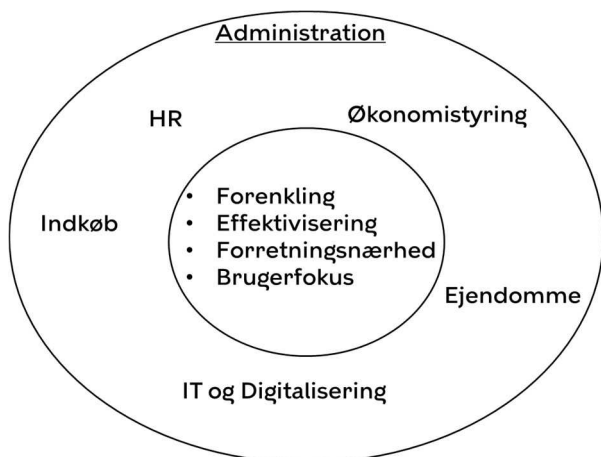 Administration
HR
Økonomistyring
Indkøb
• Forenkling
• Effektivisering
• Forretningsnærhed
• Brugerfokus
Ejendomme
IT og Digitalisering